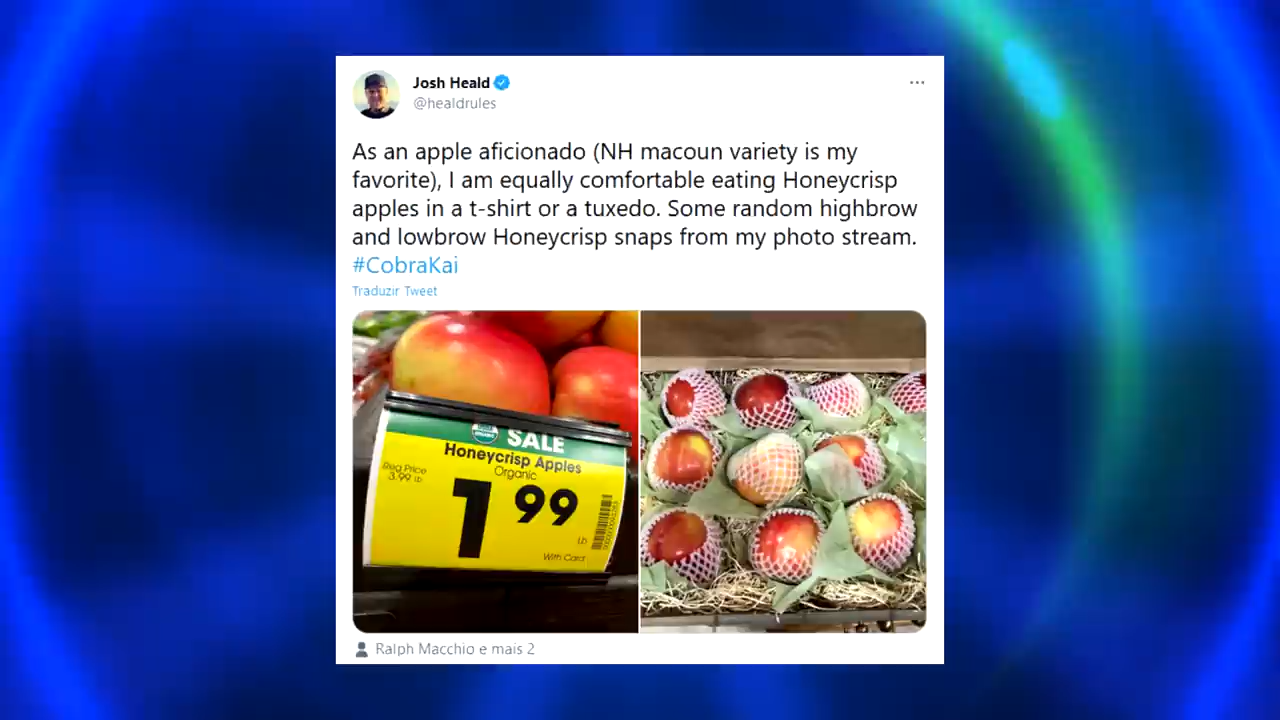 Josh Heald
@healdrules
As an apple aficionado (NH macoun variety is my
favorite), I am equally comfortable eating Honeycrisp
apples in a t-shirt or a tuxedo. Some random highbrow
and lowbrow Honeycrisp snaps from my photo stream.
#CobraKai
Traduzir Tweet
SALE
Honeycrisp Apples
Organic
Reg Price
3.99 LB
1 99
LB
With Card
Ralph Macchio e mais 2